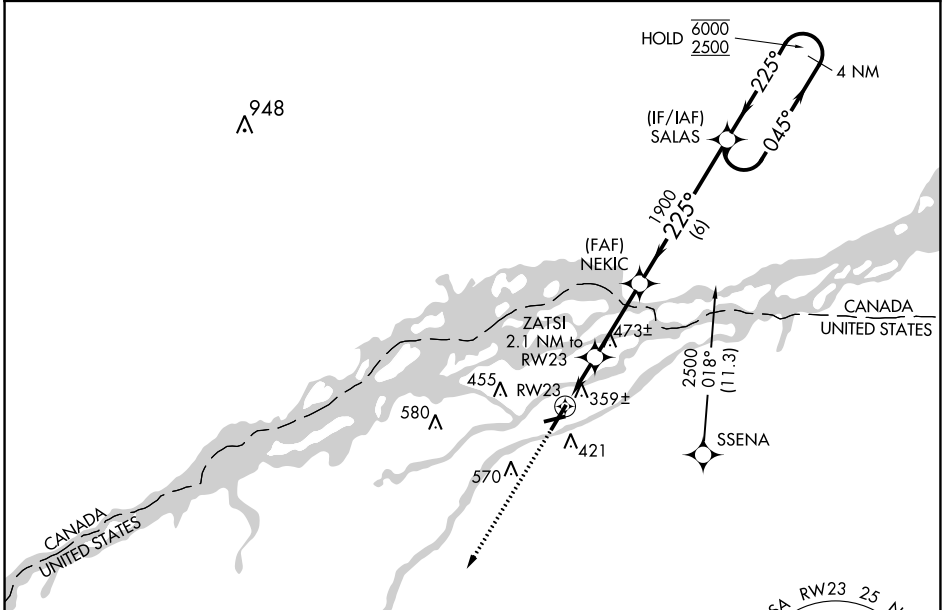 HOLD 6000
2500
4 NM
225°
045°
948
(IF/IAF)
SALAS
1900
225°
(6)
(FAF)
NEKIC
CANADA
UNITED STATES
ZATSI
2.1 NM to
RW23
473±
2500
018°
(11.3)
455
RW23
359±
580
421
SSENA
570
CANADA
UNITED STATES
RW23 25